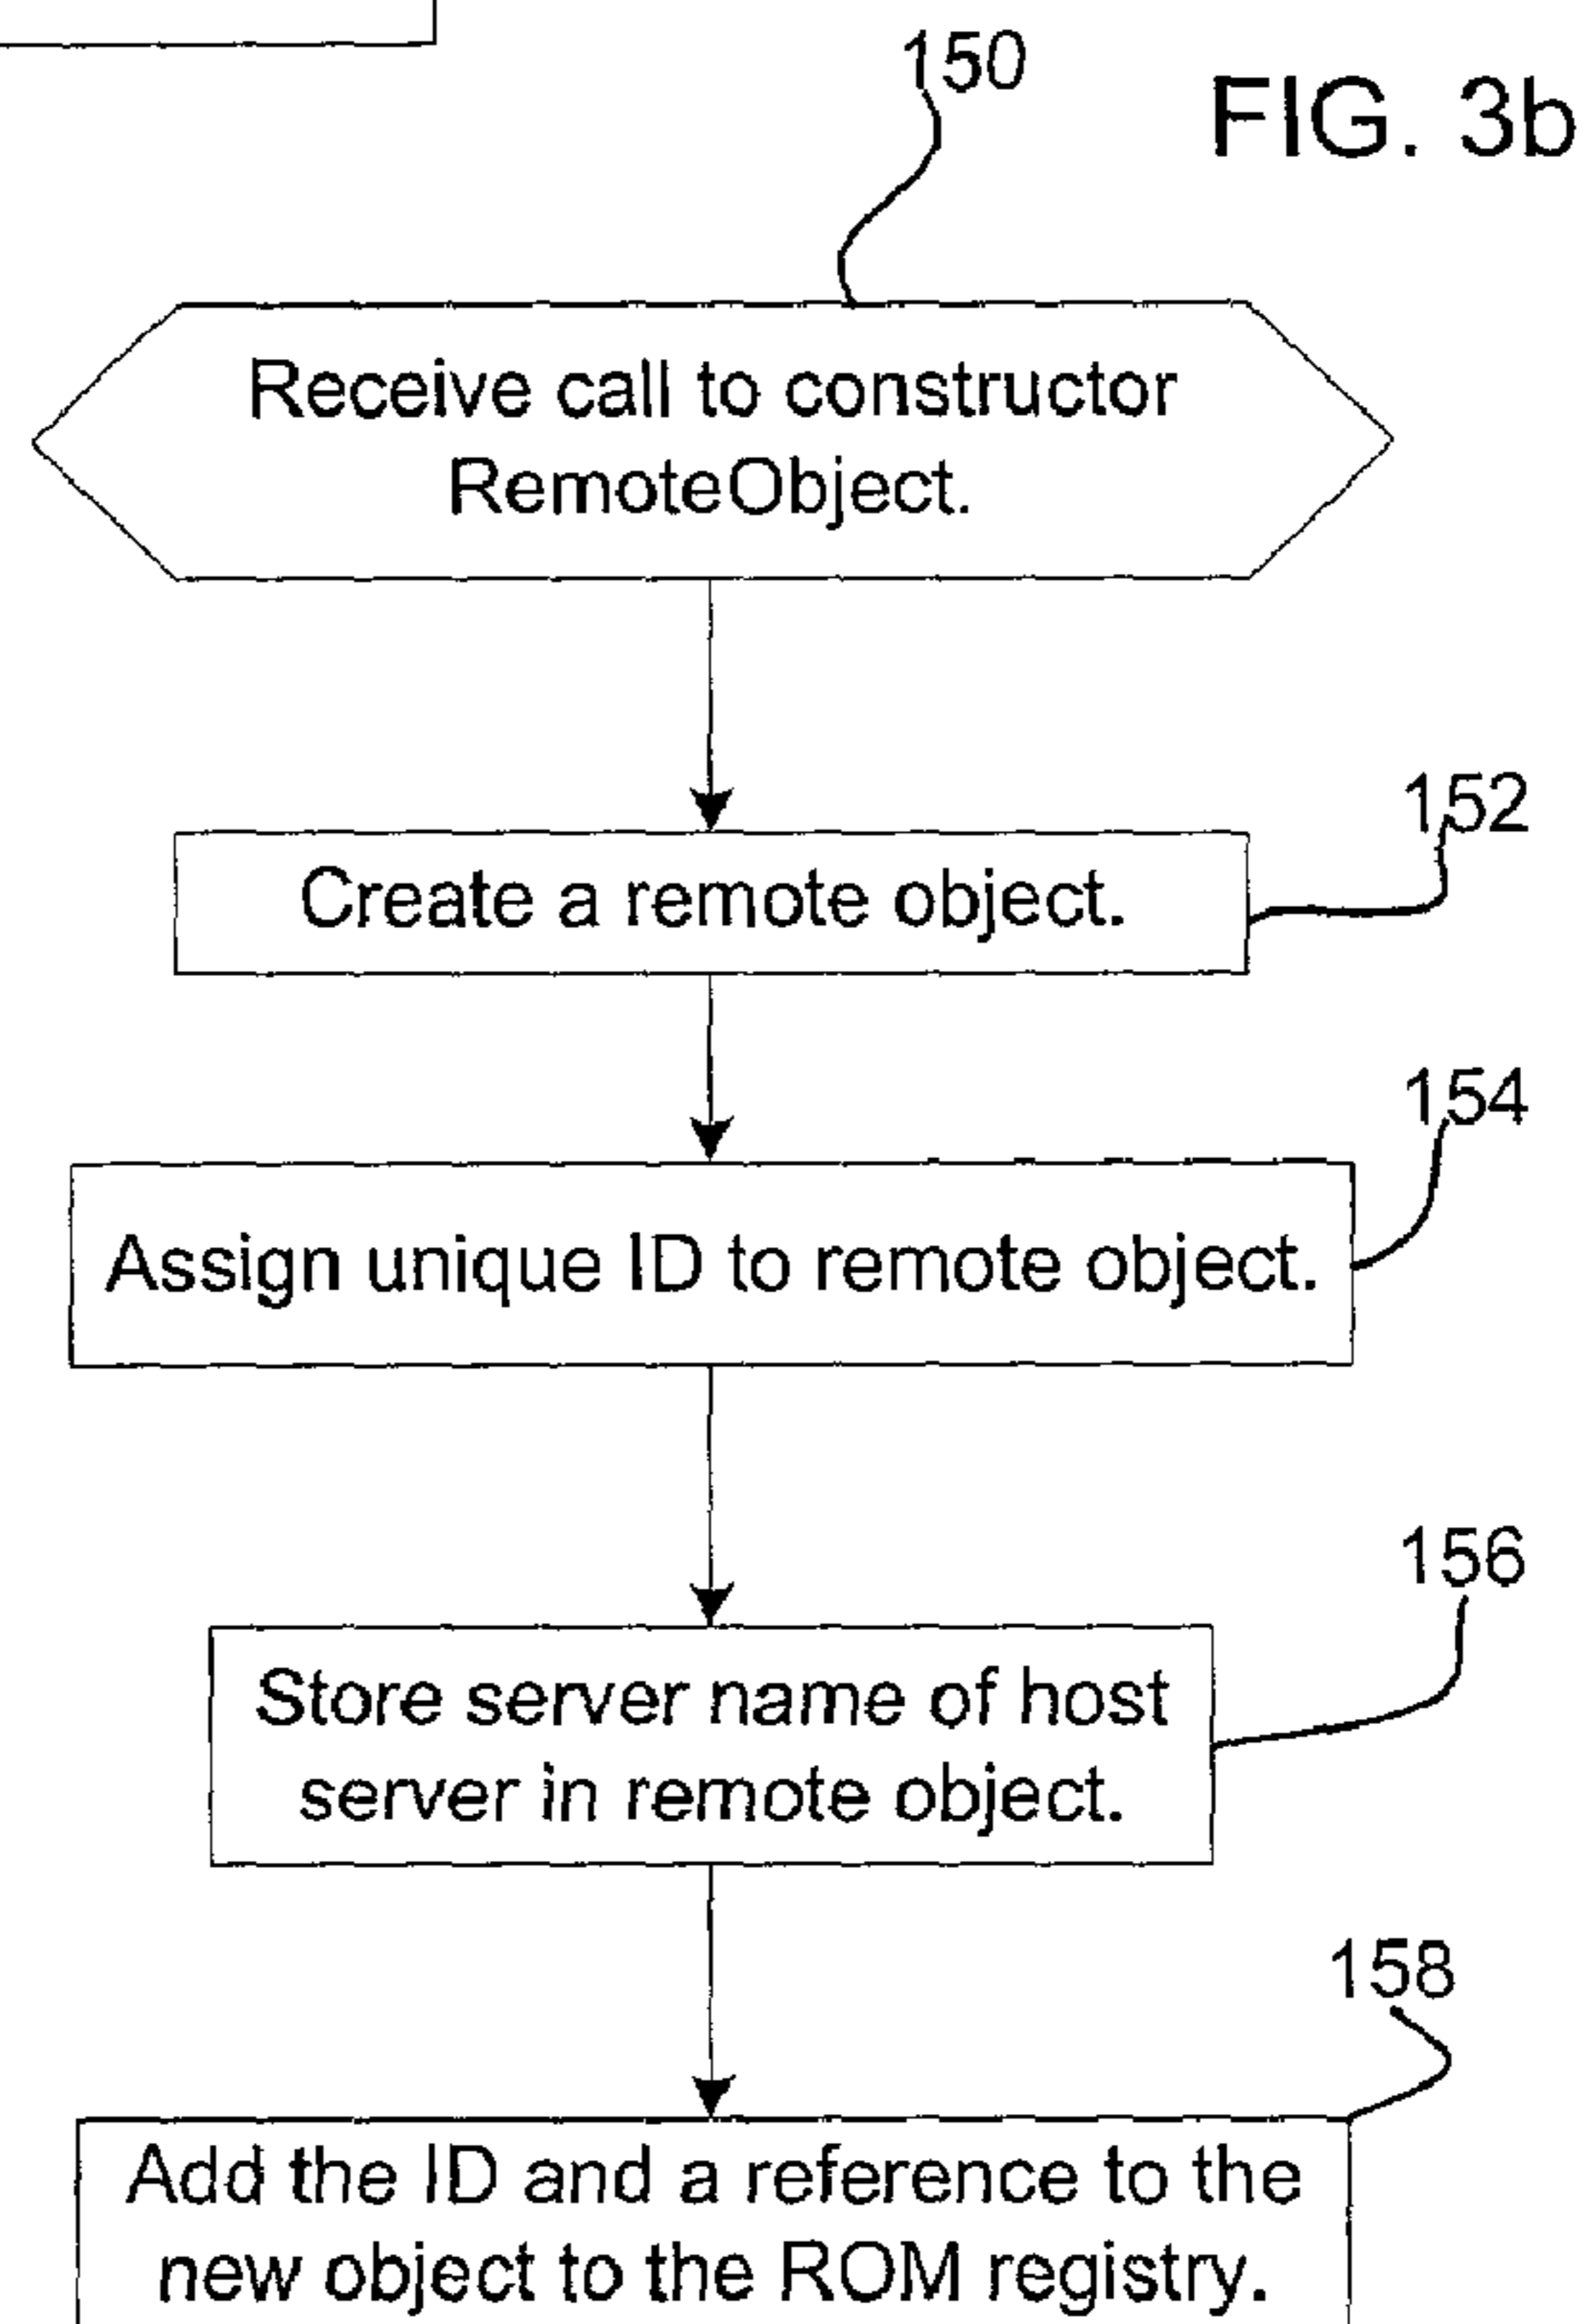 150
FIG. 3b
Receive call to constructor
RemoteObject.
152
Create a remote object.
154
Assign unique ID to remote object.
156
Store server name of host
server in remote object.
158
Add the ID and a reference to the
new object to the ROM registry.